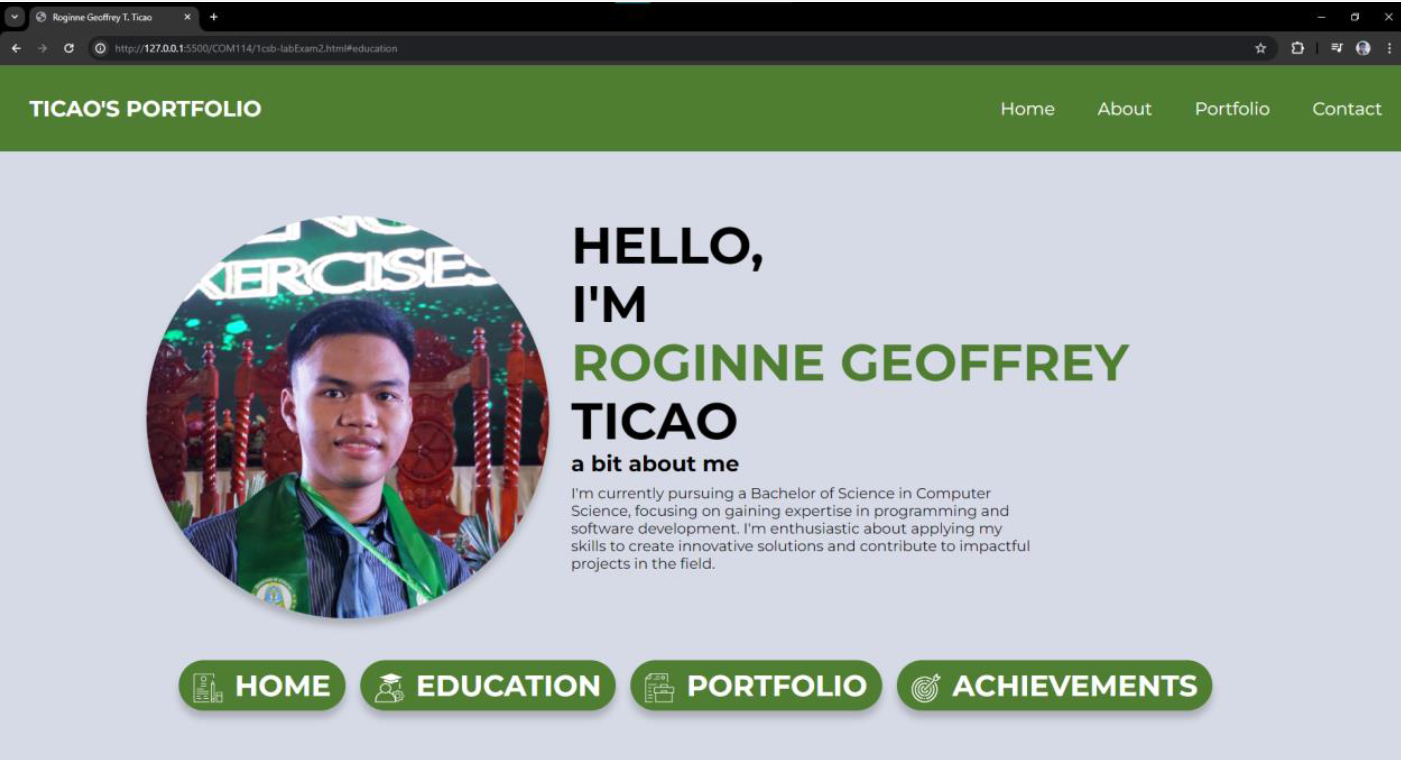 Roginne Geoffrey T. Ticao
http://127.0.0.1:5500/COM114/1csb-labExam2.html#education
TICAO'S PORTFOLIO
Home About Portfolio Contact
XERCISES
HELLO,
I'M
ROGINNE GEOFFREY
TICAO
a bit about me
I'm currently pursuing a Bachelor of Science in Computer
Science, focusing on gaining expertise in programming and
software development. I'm enthusiastic about applying my
skills to create innovative solutions and contribute to impactful
projects in the field.
HOME EDUCATION PORTFOLIO ACHIEVEMENTS